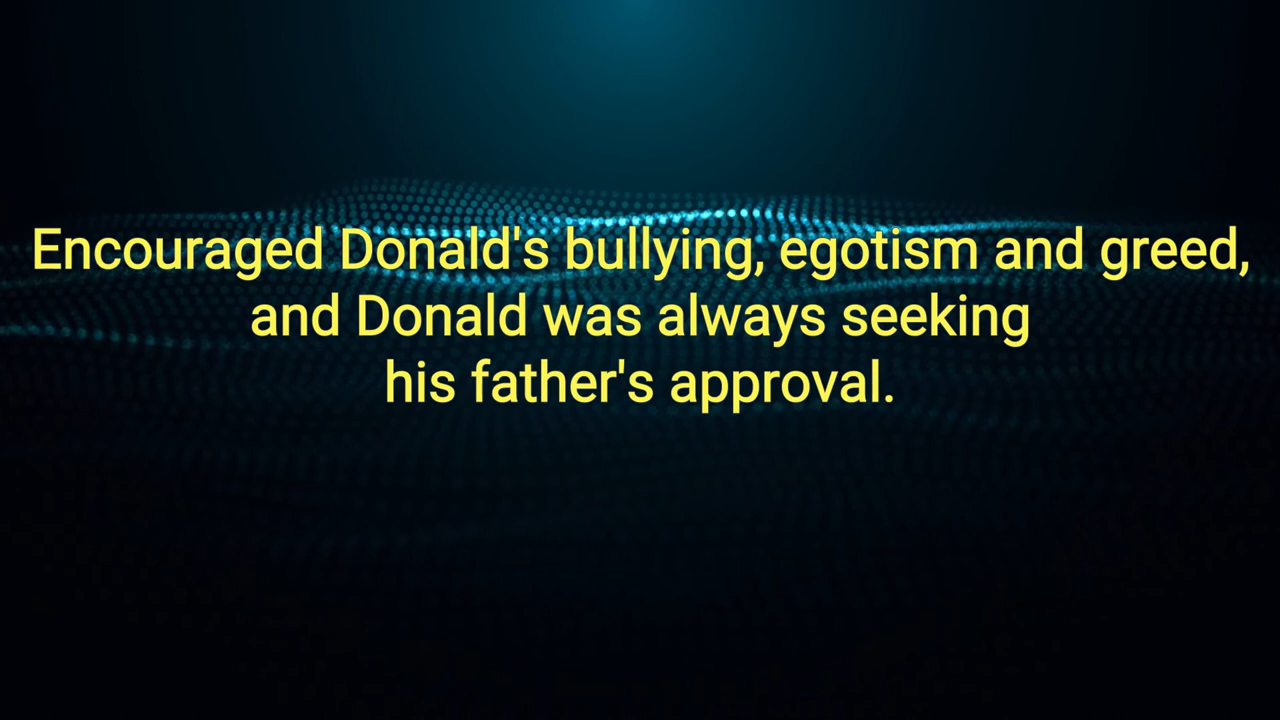 Encouraged Donald's bullying, egotism and greed,
and Donald was always seeking
his father's approval.